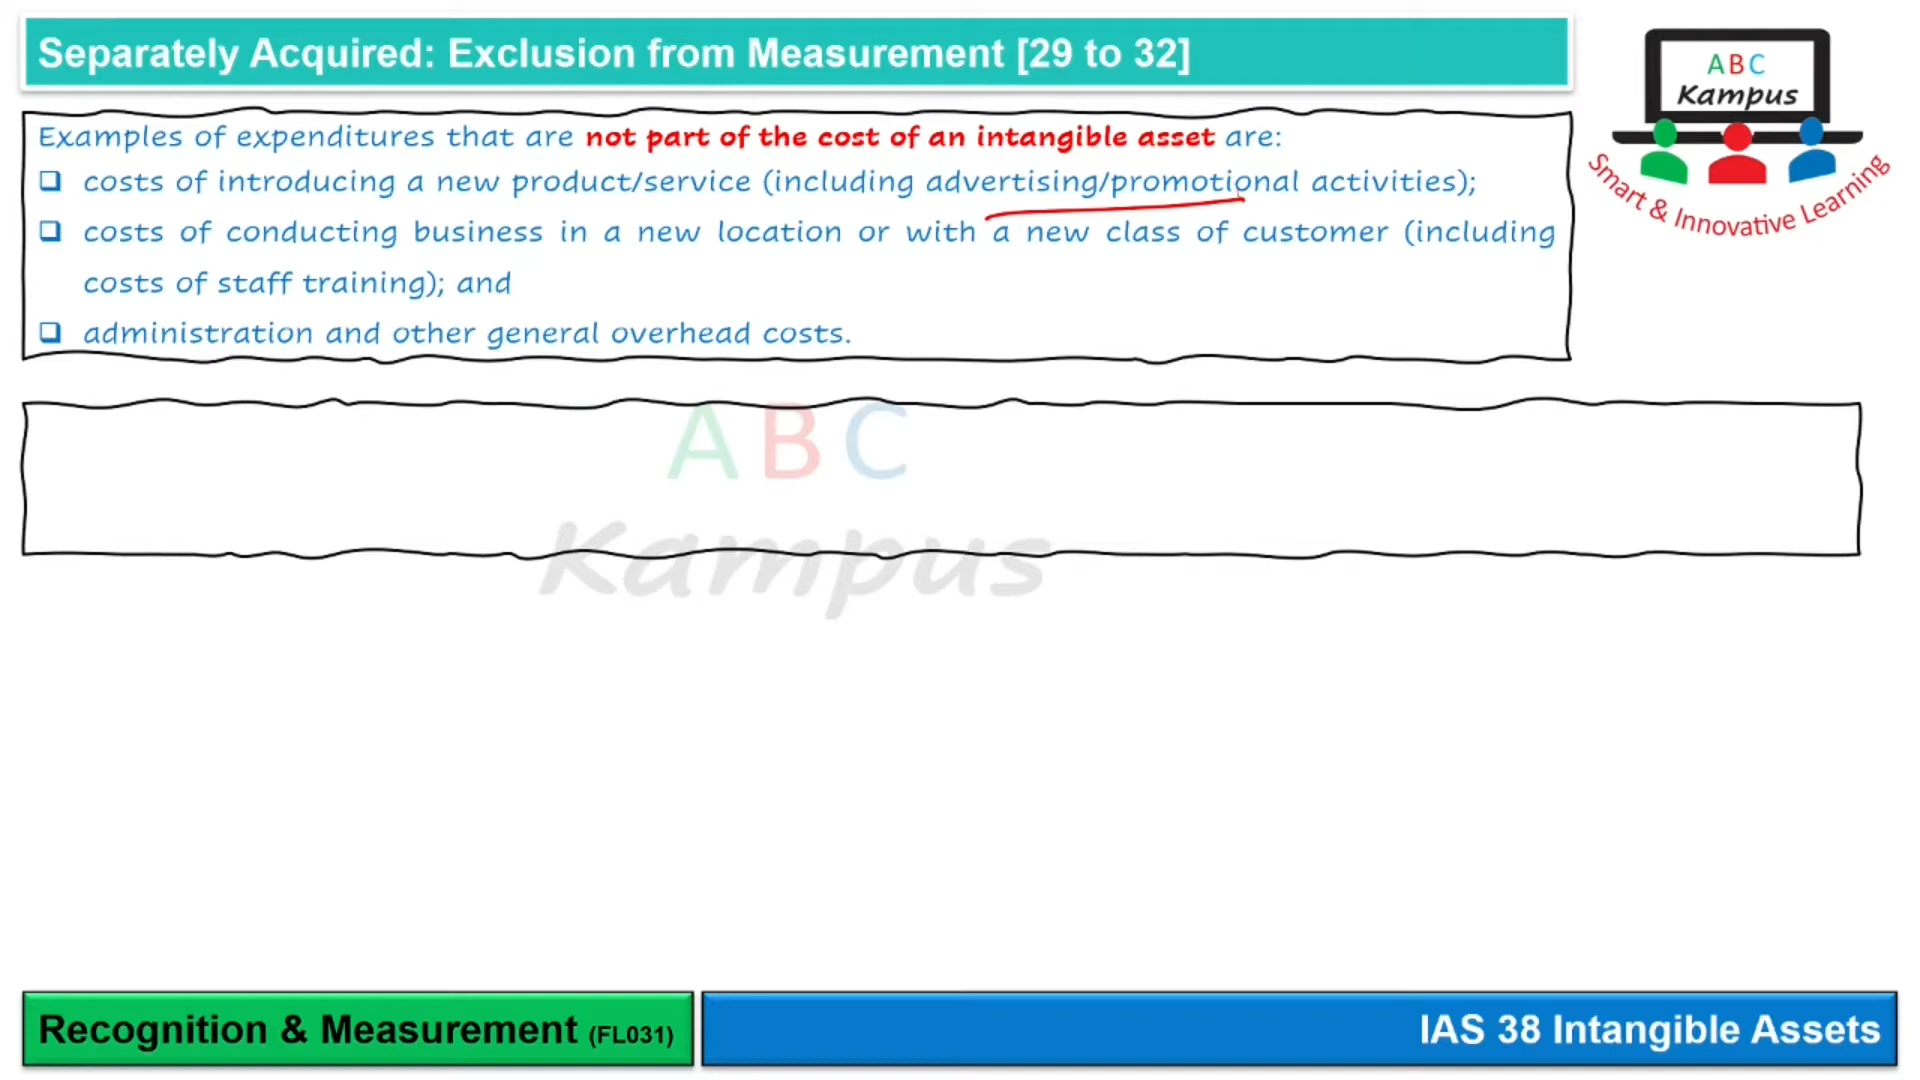 Separately Acquired: Exclusion from Measurement [29 to 32]
ABC
Kampus
Smart & Innovative Learning
Examples of expenditures that are not part of the cost of an intangible asset are:
❑ costs of introducing a new product/service (including advertising/promotional activities);
❑ costs of conducting business in a new location or with a new class of customer (including
costs of staff training); and
❑ administration and other general overhead costs.
ABC
Kampus
Recognition & Measurement (FL031)
IAS 38 Intangible Assets